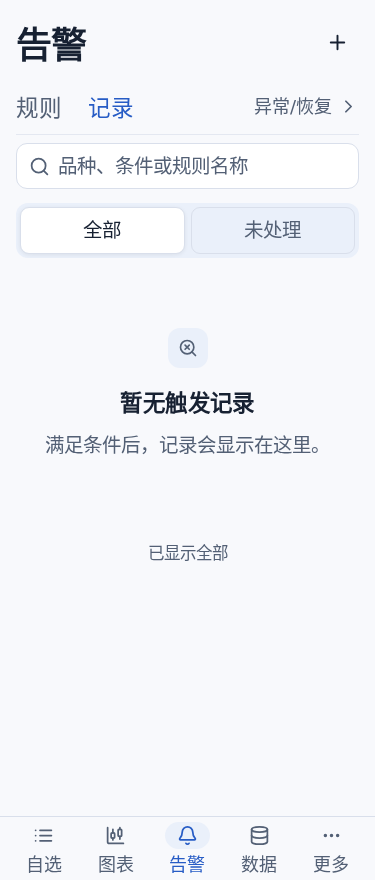 告警
规则 记录 异常/恢复
品种、条件或规则名称
全部 未处理
暂无触发记录
满足条件后，记录会显示在这里。
已显示全部
自选 图表 告警 数据 更多